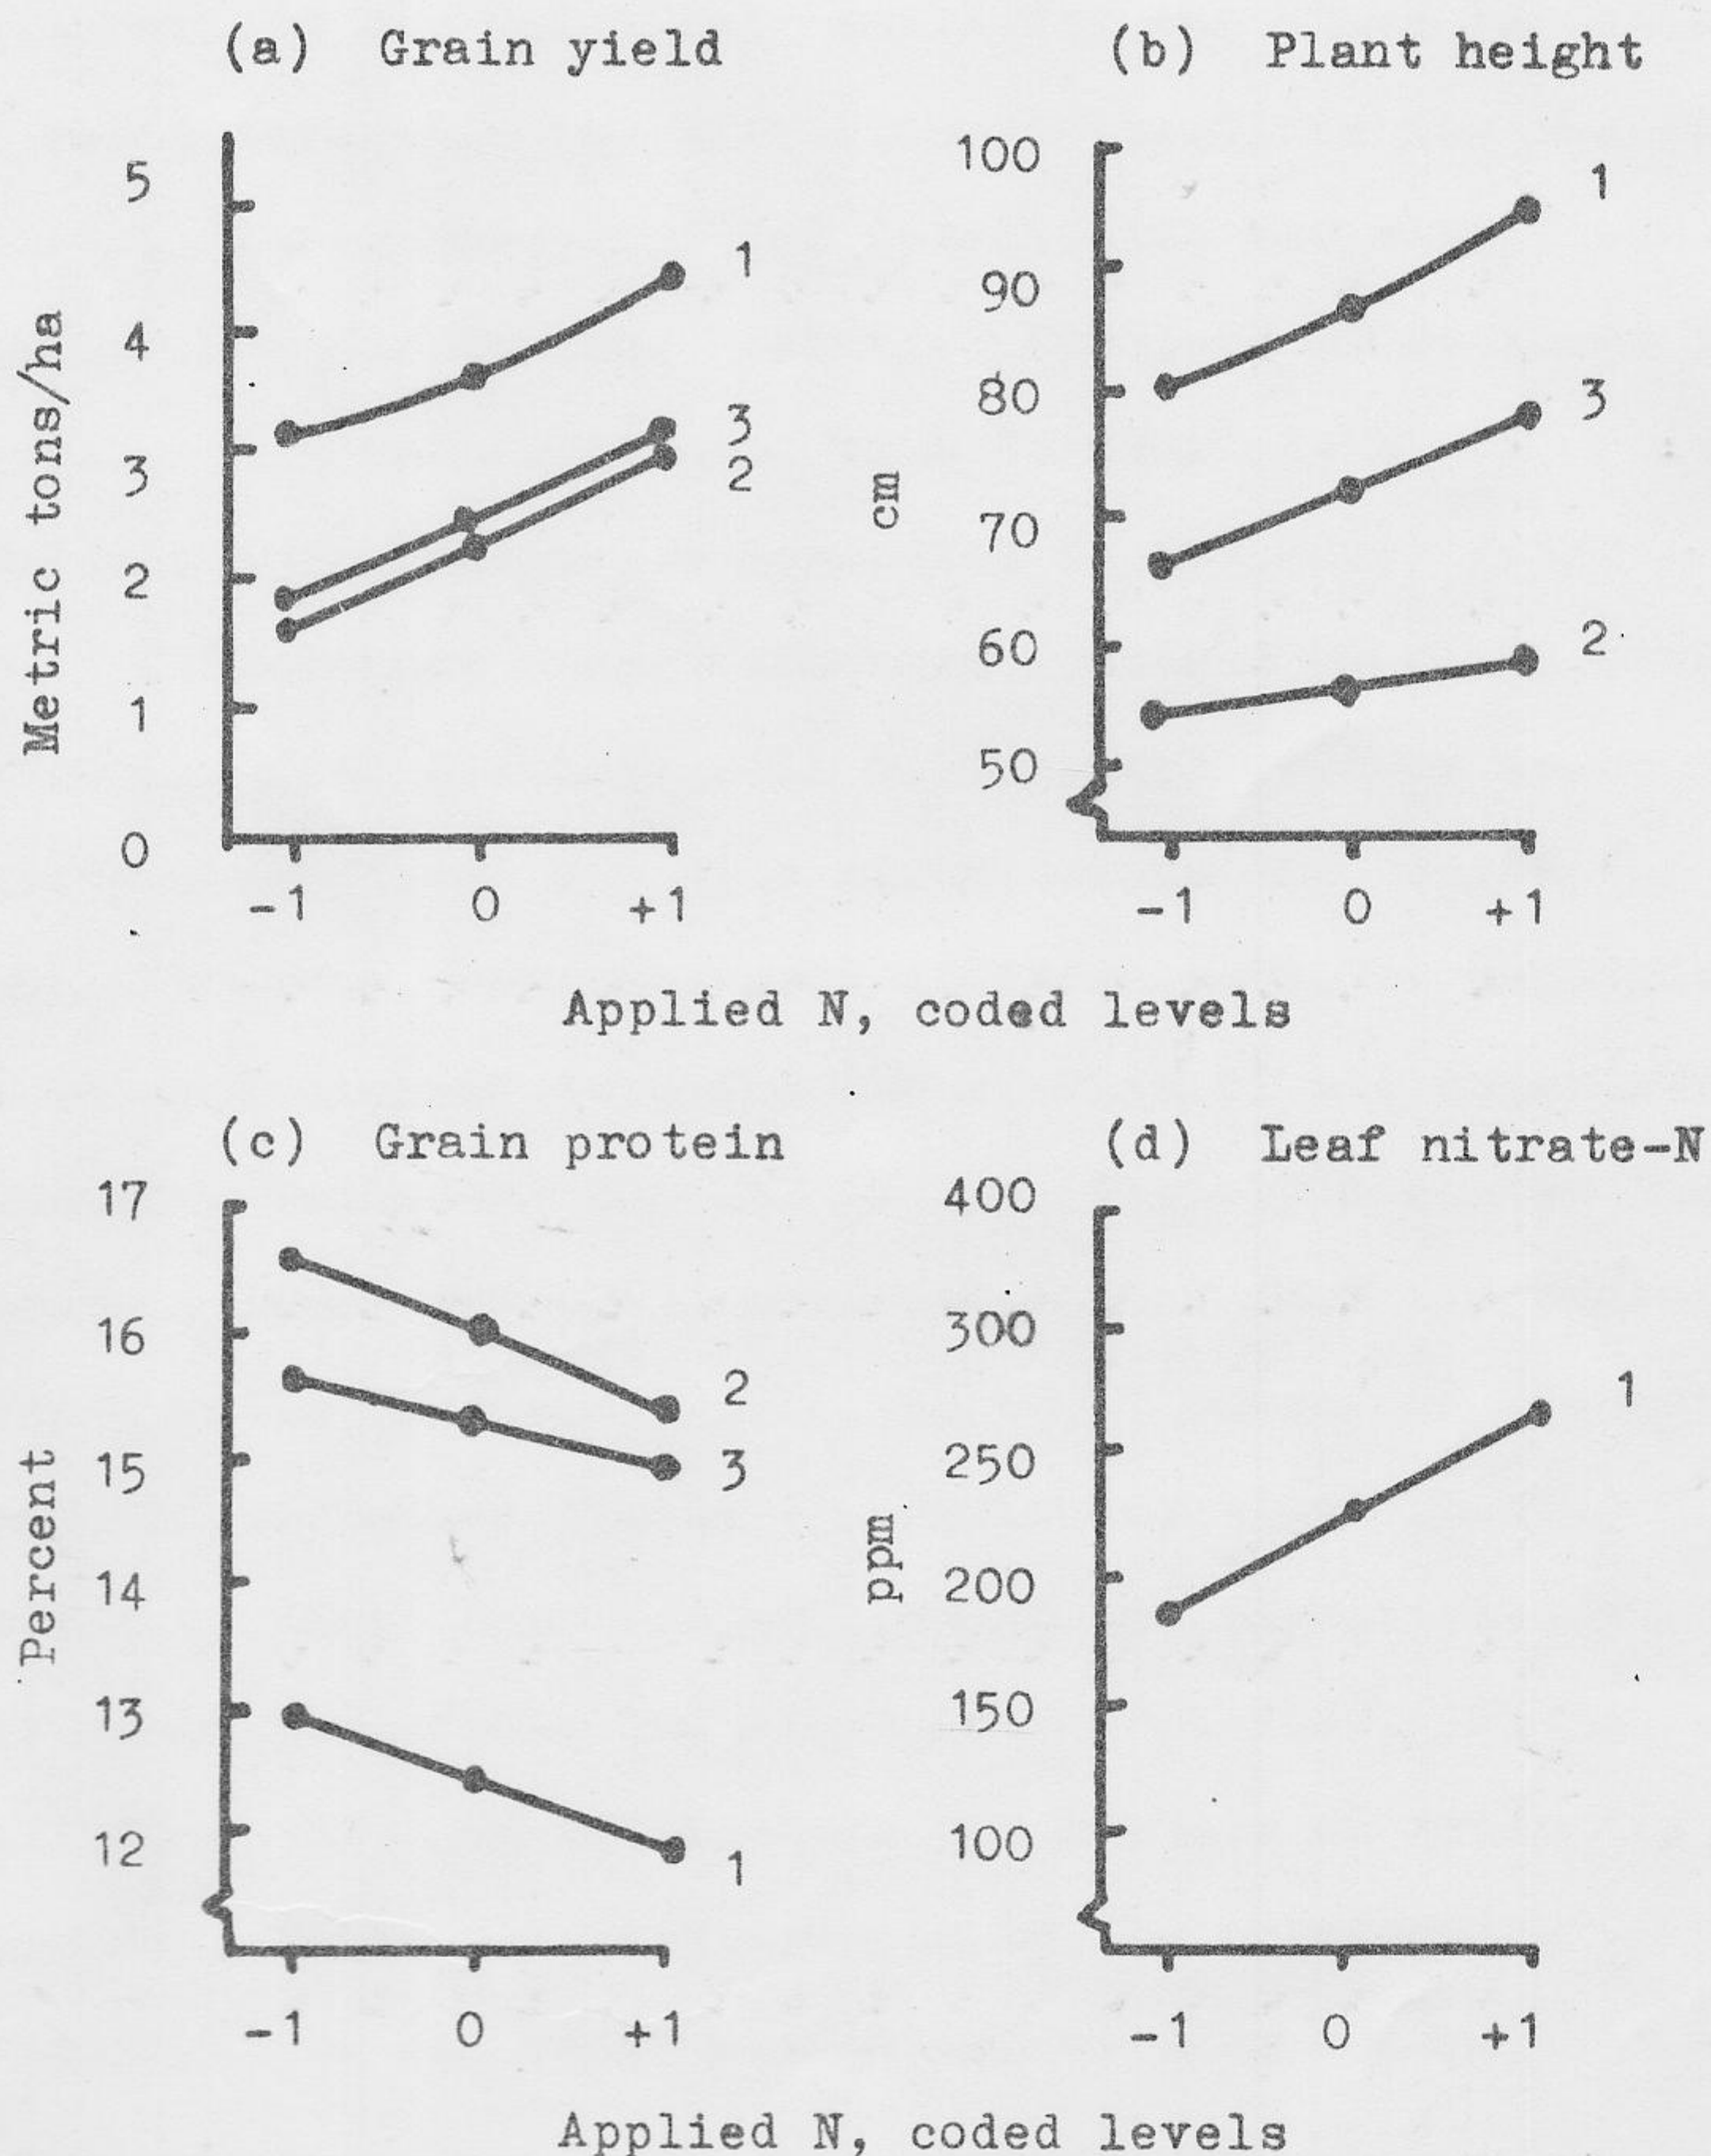 (a) Grain yield
Metric tons/ha
5
4
3
2
1
0
1
3
2
-1 0 +1
(b) Plant height
cm
100
90
80
70
60
50
1
3
2
-1 0 +1
Applied N, coded levels
(c) Grain protein
Percent
17
16
15
14
13
12
2
3
1
-1 0 +1
(d) Leaf nitrate-N
ppm
400
300
250
200
150
100
1
-1 0 +1
Applied N, coded levels